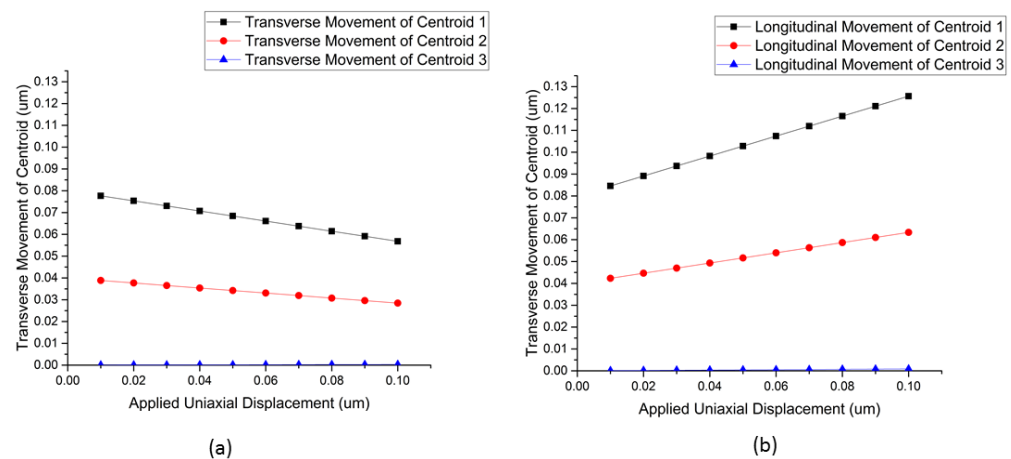 Transverse Movement of Centroid 1
Transverse Movement of Centroid 2
Transverse Movement of Centroid 3
Transverse Movement of Centroid (um)
0.13
0.12
0.11
0.10
0.09
0.08
0.07
0.06
0.05
0.04
0.03
0.02
0.01
0.00
0.00 0.02 0.04 0.06 0.08 0.10
Applied Uniaxial Displacement (um)
(a)
Longitudinal Movement of Centroid 1
Longitudinal Movement of Centroid 2
Longitudinal Movement of Centroid 3
Transverse Movement of Centroid (um)
0.13
0.12
0.11
0.10
0.09
0.08
0.07
0.06
0.05
0.04
0.03
0.02
0.01
0.00
0.00 0.02 0.04 0.06 0.08 0.10
Applied Uniaxial Displacement (um)
(b)